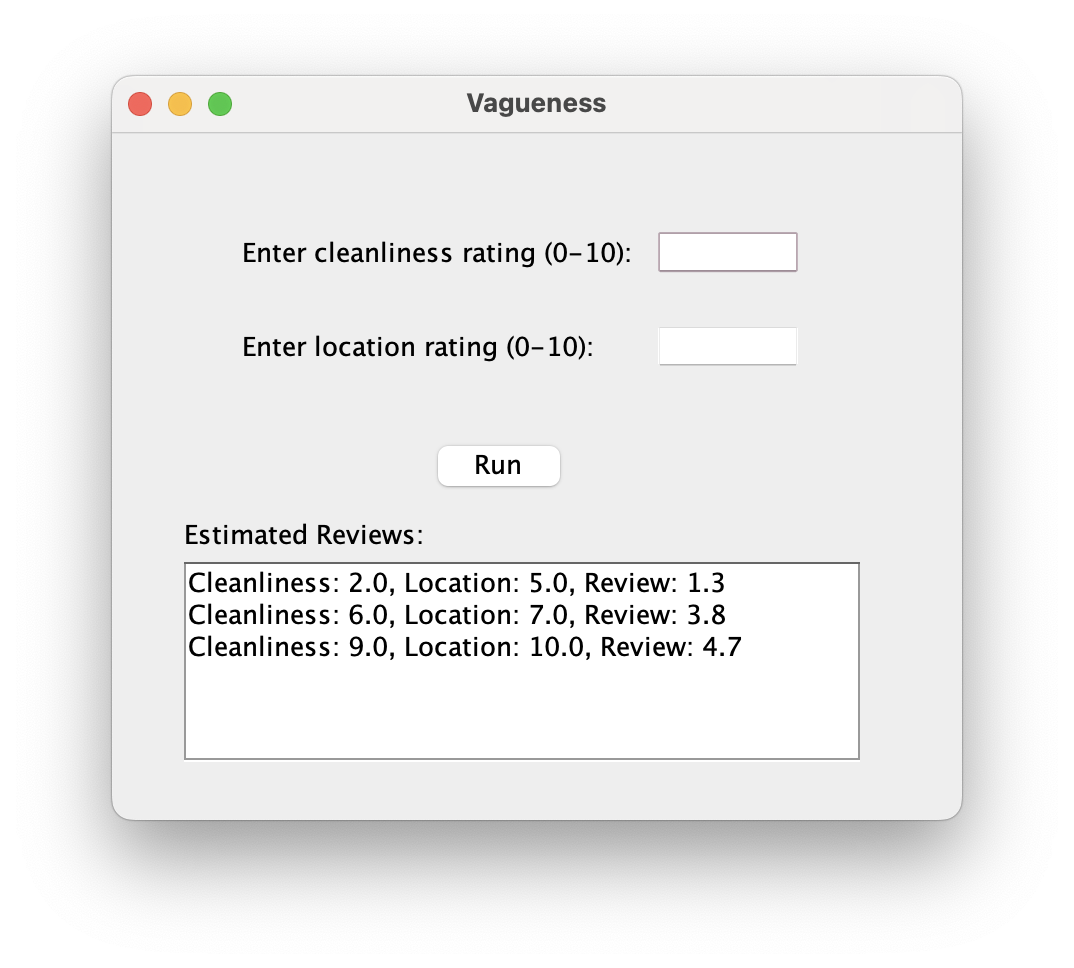 Vagueness
Enter cleanliness rating (0-10):
Enter location rating (0-10):
Run
Estimated Reviews:
Cleanliness: 2.0, Location: 5.0, Review: 1.3
Cleanliness: 6.0, Location: 7.0, Review: 3.8
Cleanliness: 9.0, Location: 10.0, Review: 4.7